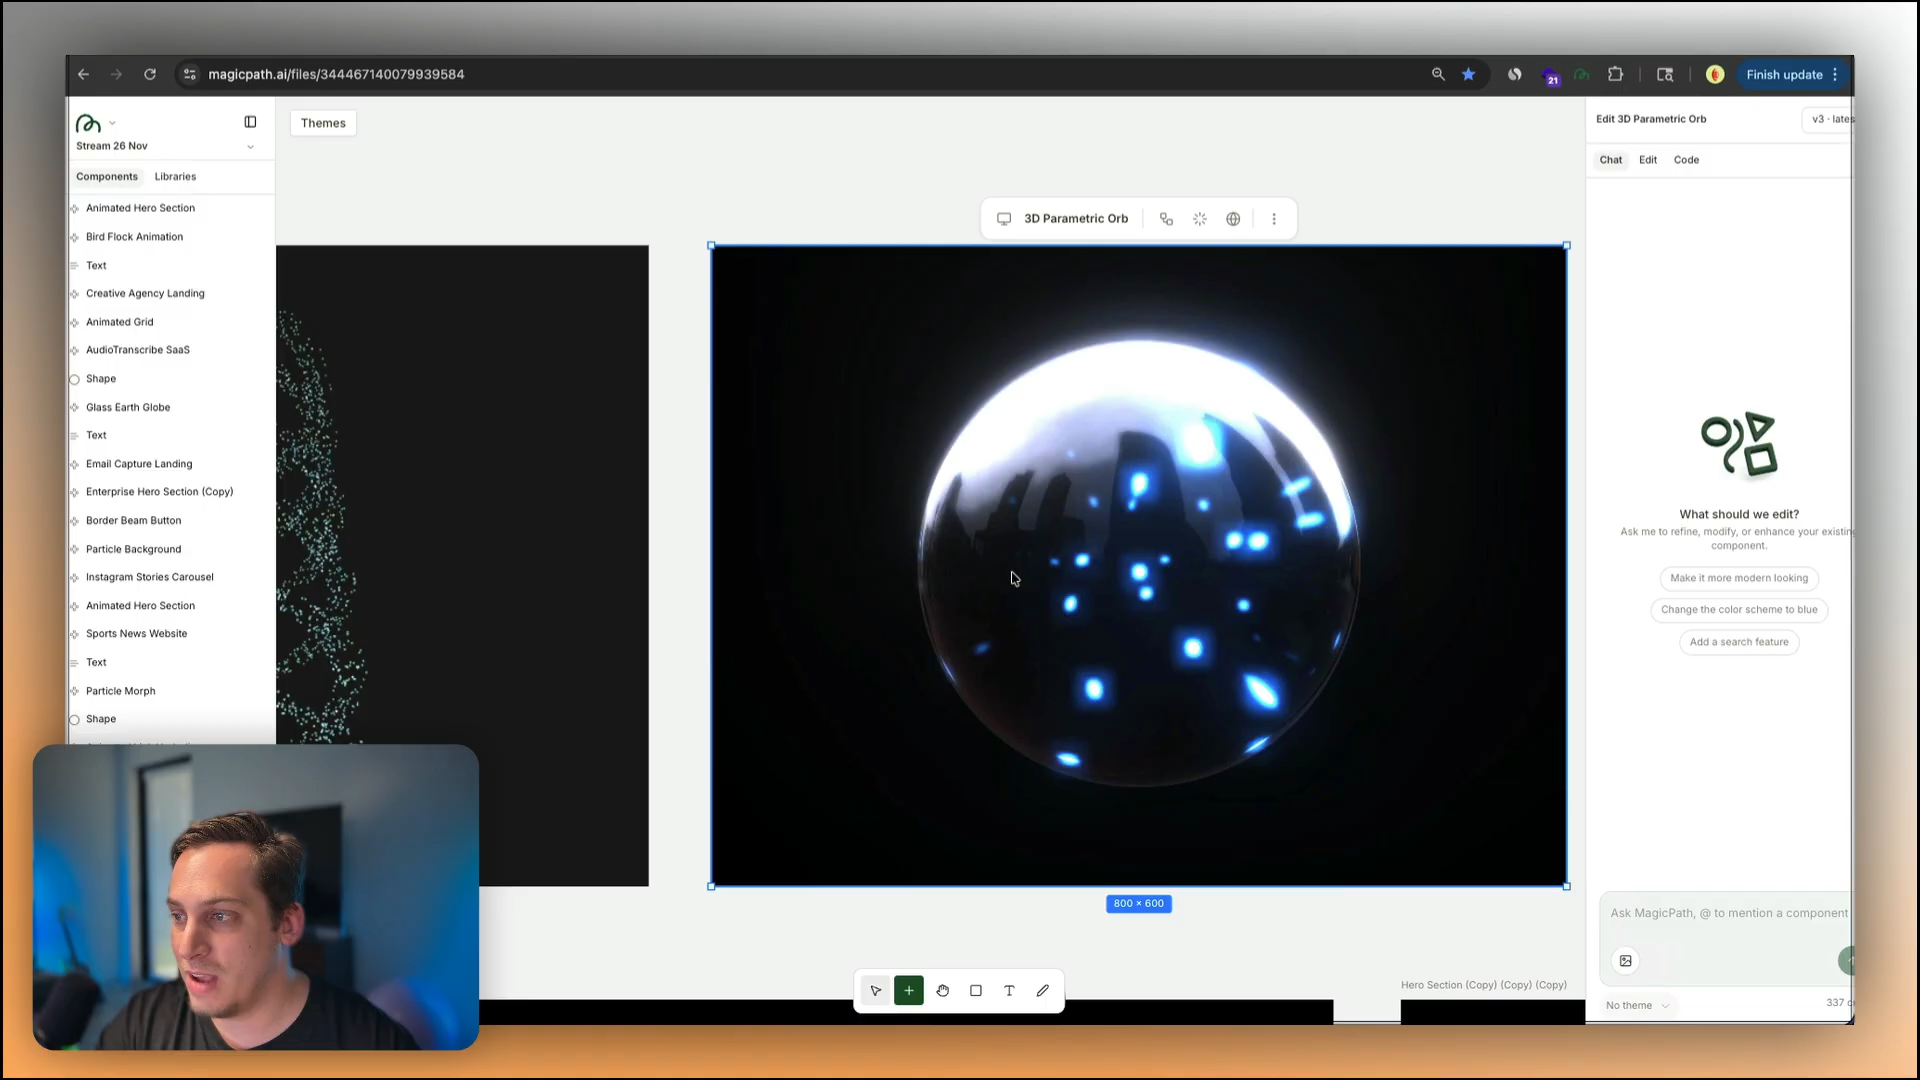 magicpath.ai/files/344467140079939584
21
Finish update
Stream 26 Nov
Themes
Components
Libraries
Animated Hero Section
Bird Flock Animation
Text
Creative Agency Landing
Animated Grid
AudioTranscribe SaaS
Shape
Glass Earth Globe
Text
Email Capture Landing
Enterprise Hero Section (Copy)
Border Beam Button
Particle Background
Instagram Stories Carousel
Animated Hero Section
Sports News Website
Text
Particle Morph
Shape
3D Parametric Orb
800 × 600
Hero Section (Copy) (Copy) (Copy)
Edit 3D Parametric Orb
v3 · lates
Chat
Edit
Code
What should we edit?
Ask me to refine, modify, or enhance your existing
component.
Make it more modern looking
Change the color scheme to blue
Add a search feature
Ask MagicPath, @ to mention a component
No theme
337